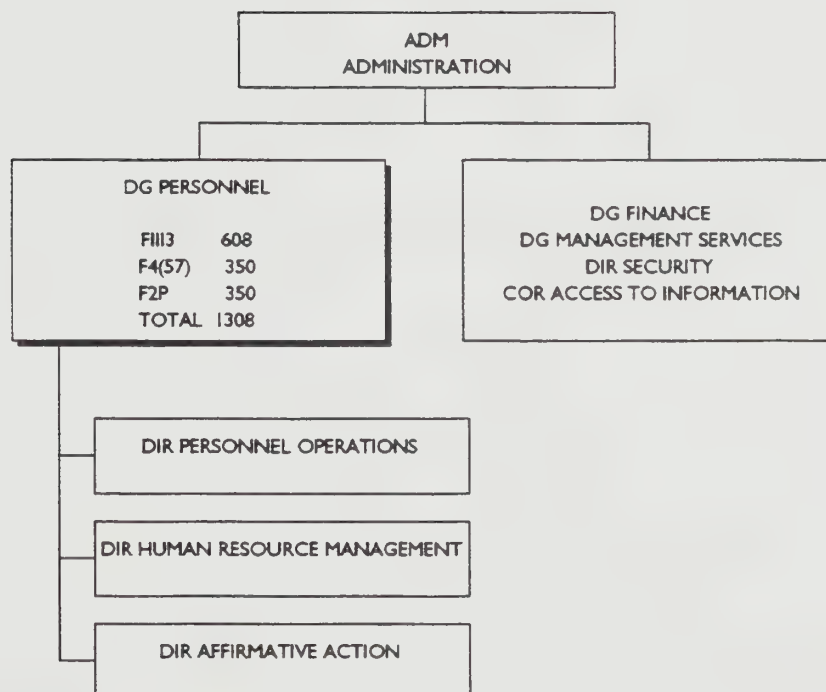 ADM
ADMINISTRATION
DG PERSONNEL
FIII3 608
F4(57) 350
F2P 350
TOTAL 1308
DG FINANCE
DG MANAGEMENT SERVICES
DIR SECURITY
COR ACCESS TO INFORMATION
DIR PERSONNEL OPERATIONS
DIR HUMAN RESOURCE MANAGEMENT
DIR AFFIRMATIVE ACTION